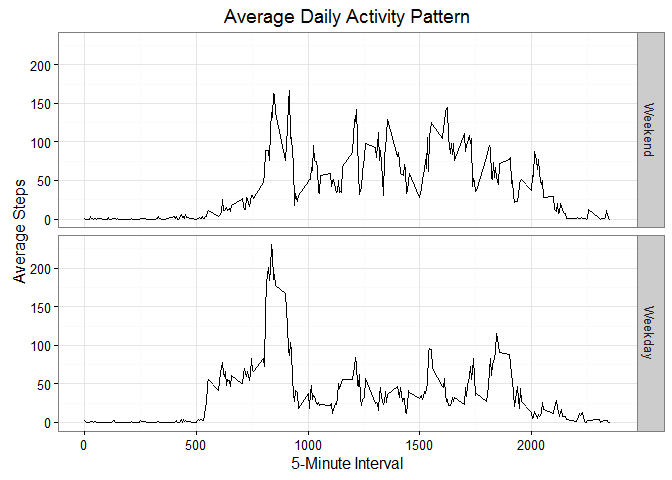 Average Daily Activity Pattern
Average Steps
200
150
100
50
0
Weekend
200
150
100
50
0
Weekday
0 500 1000 1500 2000
5-Minute Interval